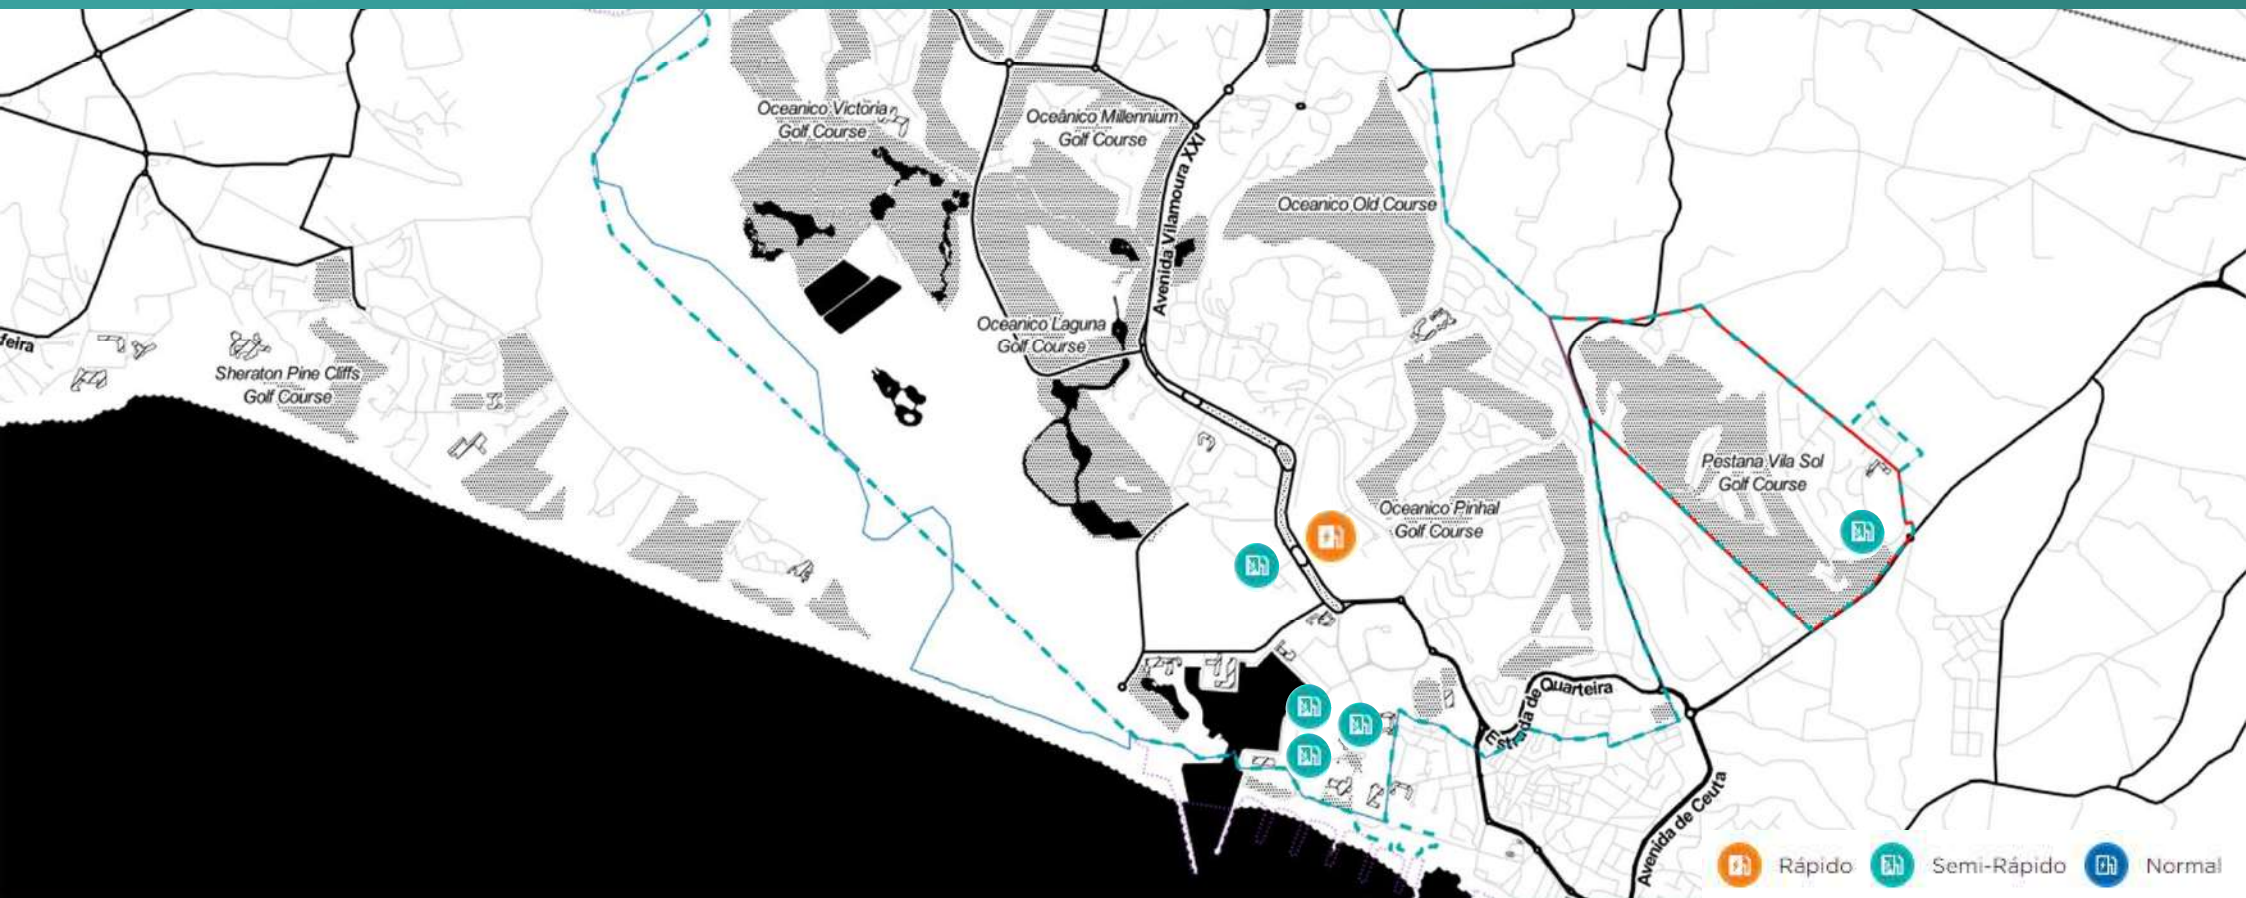 Oceanico Victoria
Golf Course
Oceânico Millennium
Golf Course
Avenida Vilamoura XXI
Oceanico Old Course
Oceanico Laguna
Golf Course
feira
Sheraton Pine Cliffs
Golf Course
Pestana Vila Sol
Golf Course
Oceanico Pinhal
Golf Course
Estrada de Quarteira
Avenida de Ceuta
Rápido
Semi-Rápido
Normal